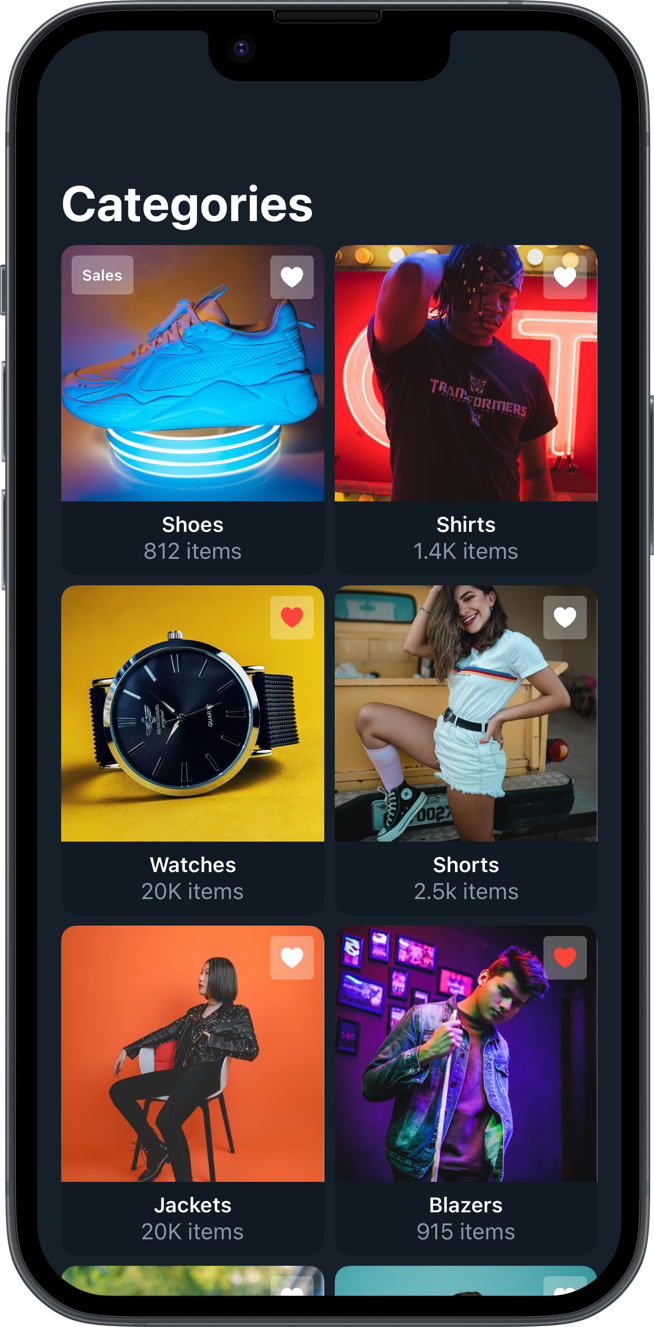 Categories
Sales
Shoes
812 items
TRANSFORMERS
Shirts
1.4K items
QUARTZ
Watches
20K items
007
Shorts
2.5k items
Jackets
20K items
Blazers
915 items